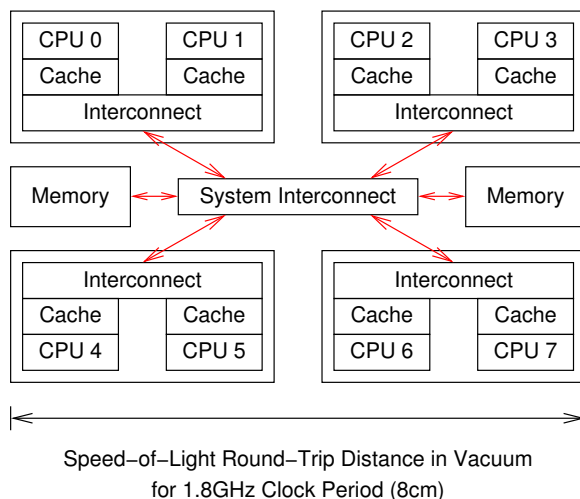 CPU 0
CPU 1
Cache
Cache
Interconnect
CPU 2
CPU 3
Cache
Cache
Interconnect
Memory
System Interconnect
Memory
Interconnect
Cache
Cache
CPU 4
CPU 5
Interconnect
Cache
Cache
CPU 6
CPU 7
Speed−of−Light Round−Trip Distance in Vacuum
for 1.8GHz Clock Period (8cm)